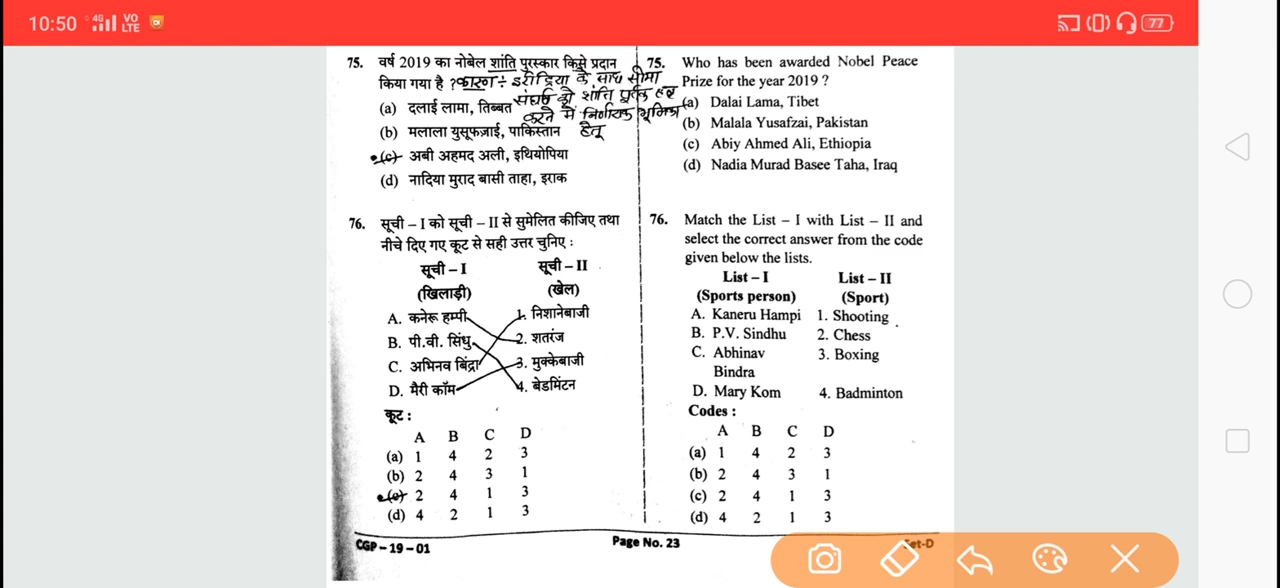 10:50 4G VO LTE 77
75. वर्ष 2019 का नोबेल शांति पुरस्कार किसे प्रदान
किया गया है ? कारण ÷ इरीट्रिया के साथ सीमा
संघर्ष को शांति पूर्वक हल
(a) दलाई लामा, तिब्बत
करने में निर्णायक भूमिका
(b) मलाला युसूफज़ाई, पाकिस्तान हेतू
(c) अबी अहमद अली, इथियोपिया
(d) नादिया मुराद बासी ताहा, इराक
76. सूची – I को सूची – II से सुमेलित कीजिए तथा
नीचे दिए गए कूट से सही उत्तर चुनिए :
सूची – I सूची – II
(खिलाड़ी) (खेल)
A. कनेरू हम्पी 1. निशानेबाजी
B. पी.वी. सिंधु 2. शतरंज
C. अभिनव बिंद्रा 3. मुक्केबाजी
D. मैरी कॉम 4. बेडमिंटन
कूट :
A B C D
(a) 1 4 2 3
(b) 2 4 3 1
(c) 2 4 1 3
(d) 4 2 1 3
75. Who has been awarded Nobel Peace
Prize for the year 2019 ?
(a) Dalai Lama, Tibet
(b) Malala Yusafzai, Pakistan
(c) Abiy Ahmed Ali, Ethiopia
(d) Nadia Murad Basee Taha, Iraq
76. Match the List – I with List – II and
select the correct answer from the code
given below the lists.
List – I List – II
(Sports person) (Sport)
A. Kaneru Hampi 1. Shooting
B. P.V. Sindhu 2. Chess
C. Abhinav 3. Boxing
Bindra
D. Mary Kom 4. Badminton
Codes :
A B C D
(a) 1 4 2 3
(b) 2 4 3 1
(c) 2 4 1 3
(d) 4 2 1 3
CGP – 19 – 01 Page No. 23 Set-D